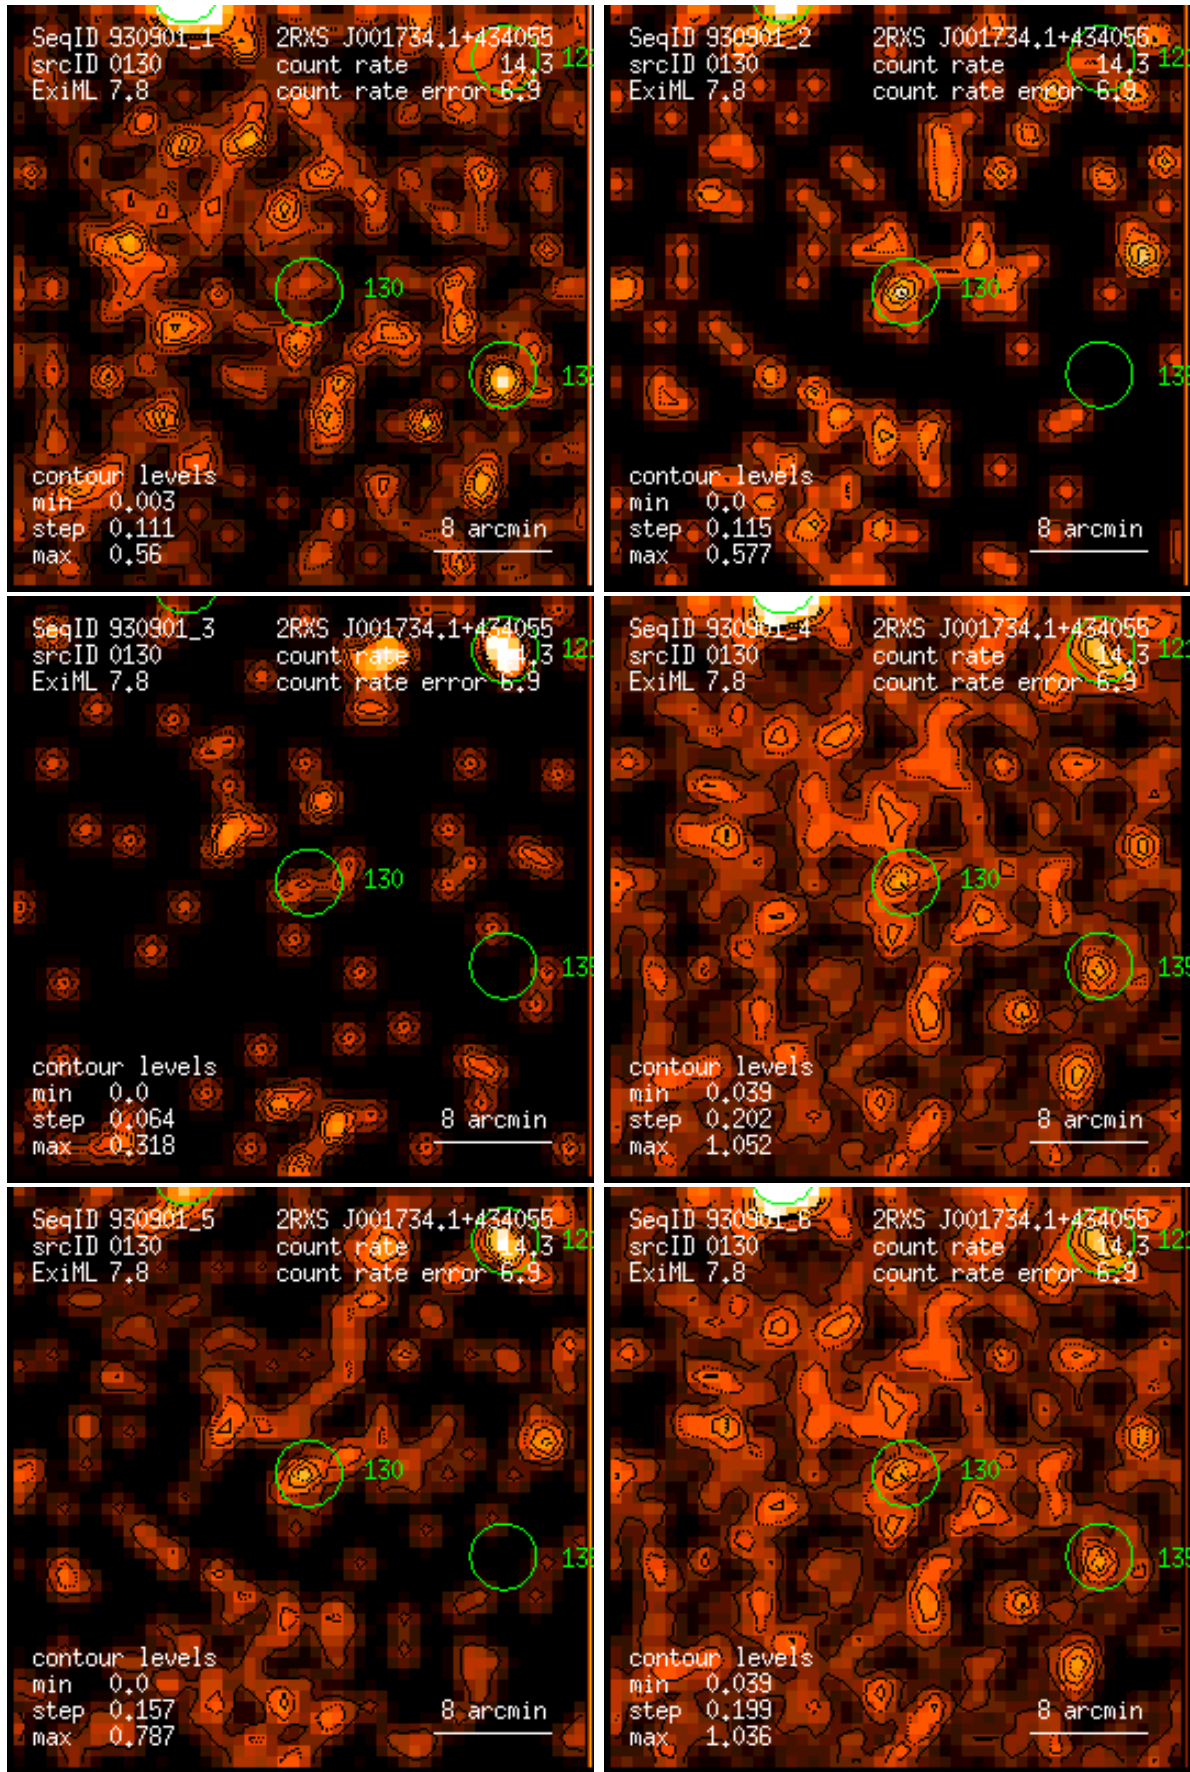 SeqID 930901_1 2RXS J001734.1+434055
srcID 0130 count rate 14.3
ExiML 7.8 count rate error 6.9
130
contour levels
min 0.003
step 0.111 8 arcmin
max 0.56
SeqID 930901_2 2RXS J001734.1+434055
srcID 0130 count rate 14.3
ExiML 7.8 count rate error 6.9
130
contour levels
min 0.0
step 0.115 8 arcmin
max 0.577
SeqID 930901_3 2RXS J001734.1+434055
srcID 0130 count rate 14.3
ExiML 7.8 count rate error 6.9
130
contour levels
min 0.0
step 0.064 8 arcmin
max 0.318
SeqID 930901_4 2RXS J001734.1+434055
srcID 0130 count rate 14.3
ExiML 7.8 count rate error 6.9
130
contour levels
min 0.039
step 0.202 8 arcmin
max 1.052
SeqID 930901_5 2RXS J001734.1+434055
srcID 0130 count rate 14.3
ExiML 7.8 count rate error 6.9
130
contour levels
min 0.0
step 0.157 8 arcmin
max 0.787
SeqID 930901_6 2RXS J001734.1+434055
srcID 0130 count rate 14.3
ExiML 7.8 count rate error 6.9
130
contour levels
min 0.039
step 0.199 8 arcmin
max 1.036